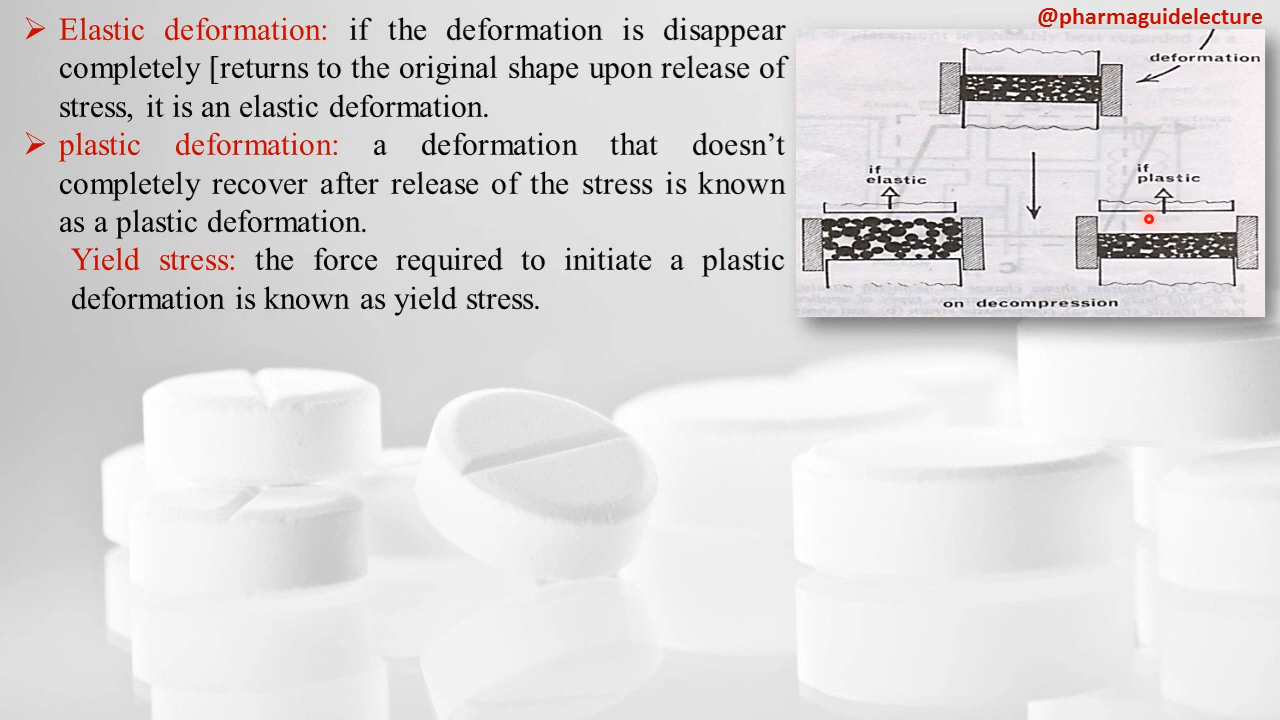 @pharmaguidelecture
➢ Elastic deformation: if the deformation is disappear
completely [returns to the original shape upon release of
stress, it is an elastic deformation.
➢ plastic deformation: a deformation that doesn’t
completely recover after release of the stress is known
as a plastic deformation.
Yield stress: the force required to initiate a plastic
deformation is known as yield stress.
deformation
if
elastic
if
plastic
on decompression